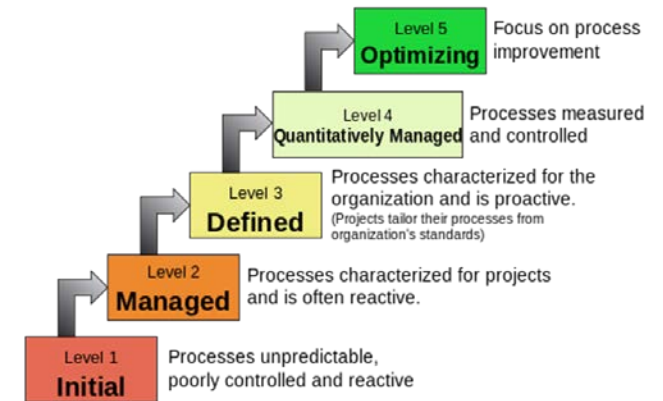 Level 5
Optimizing
Focus on process
improvement
Level 4
Quantitatively Managed
Processes measured
and controlled
Level 3
Defined
Processes characterized for the
organization and is proactive.
(Projects tailor their processes from
organization's standards)
Level 2
Managed
Processes characterized for projects
and is often reactive.
Level 1
Initial
Processes unpredictable,
poorly controlled and reactive